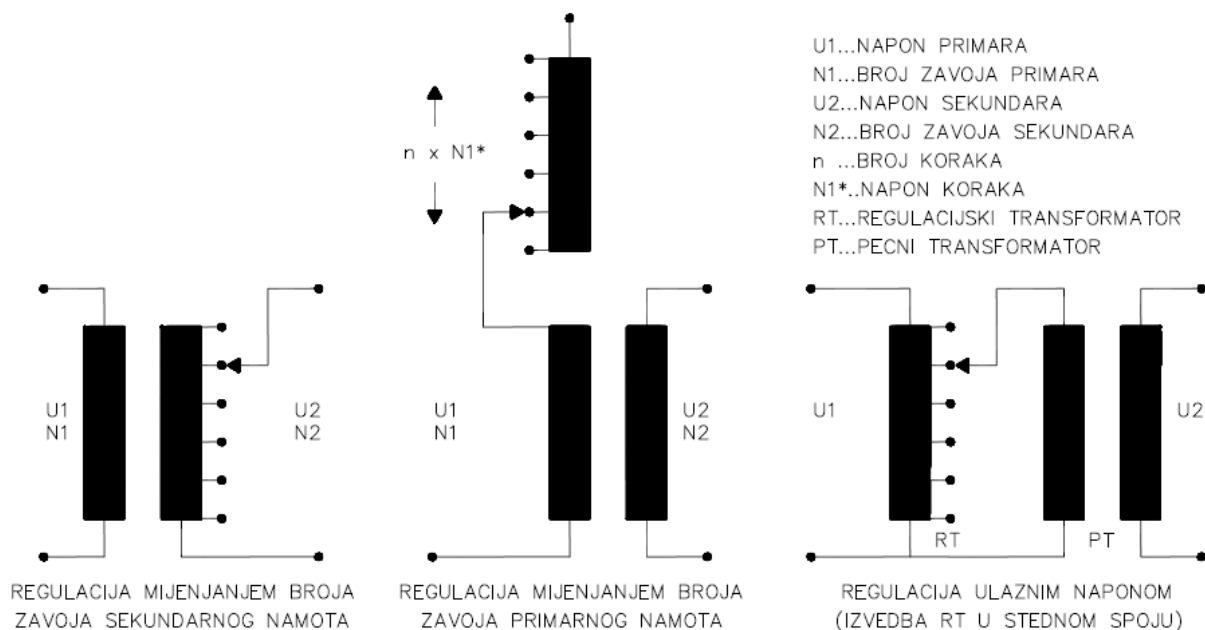 U1...NAPON PRIMARA
N1...BROJ ZAVOJA PRIMARA
U2...NAPON SEKUNDARA
N2...BROJ ZAVOJA SEKUNDARA
n ...BROJ KORAKA
N1*..NAPON KORAKA
RT...REGULACIJSKI TRANSFORMATOR
PT...PECNI TRANSFORMATOR
n x N1*
U1
N1
U2
N2
REGULACIJA MIJENJANJEM BROJA
ZAVOJA SEKUNDARNOG NAMOTA
U1
N1
U2
N2
REGULACIJA MIJENJANJEM BROJA
ZAVOJA PRIMARNOG NAMOTA
U1
U2
RT
PT
REGULACIJA ULAZNIM NAPONOM
(IZVEDBA RT U STEDNOM SPOJU)